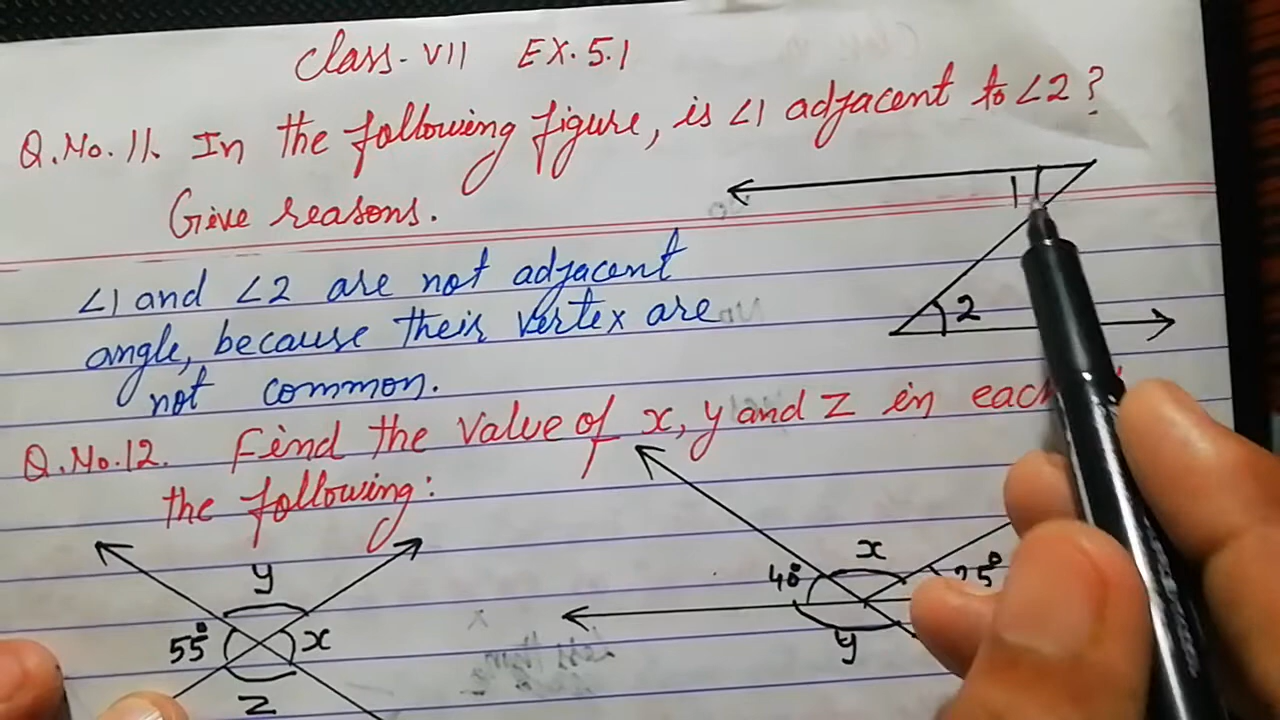 Class-VII EX.5.1
Q.No.11. In the following figure, is ∠1 adjacent to ∠2?
Give reasons.
1
2
∠1 and ∠2 are not adjacent
angle, because their vertex are
not common.
Q.No.12. Find the value of x, y and z in each
the following:
y
55° x
z
x
40°
y